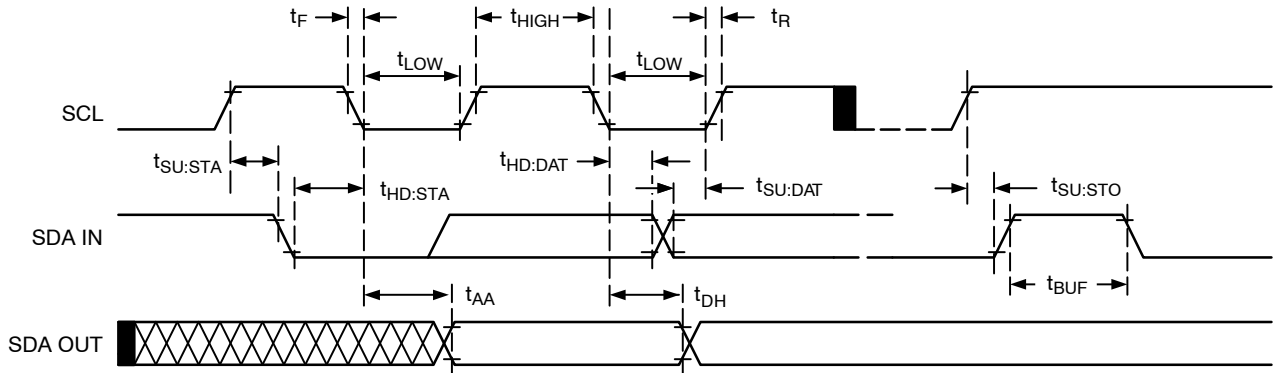 tF tHIGH tR
tLOW tLOW
SCL
tSU:STA tHD:STA tHD:DAT tSU:DAT tSU:STO
SDA IN
tAA tDH tBUF
SDA OUT